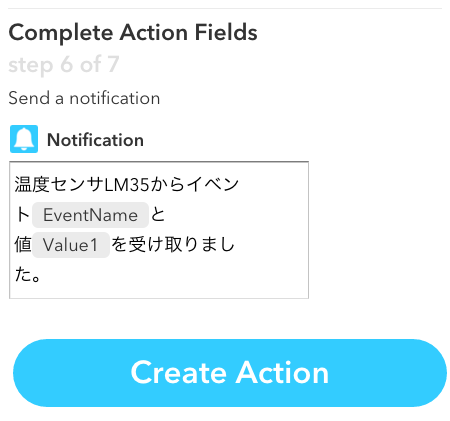 Complete Action Fields
step 6 of 7
Send a notification
Notification
温度センサLM35からイベン
ト EventName と
値 Value1 を受け取りまし
た。
Create Action